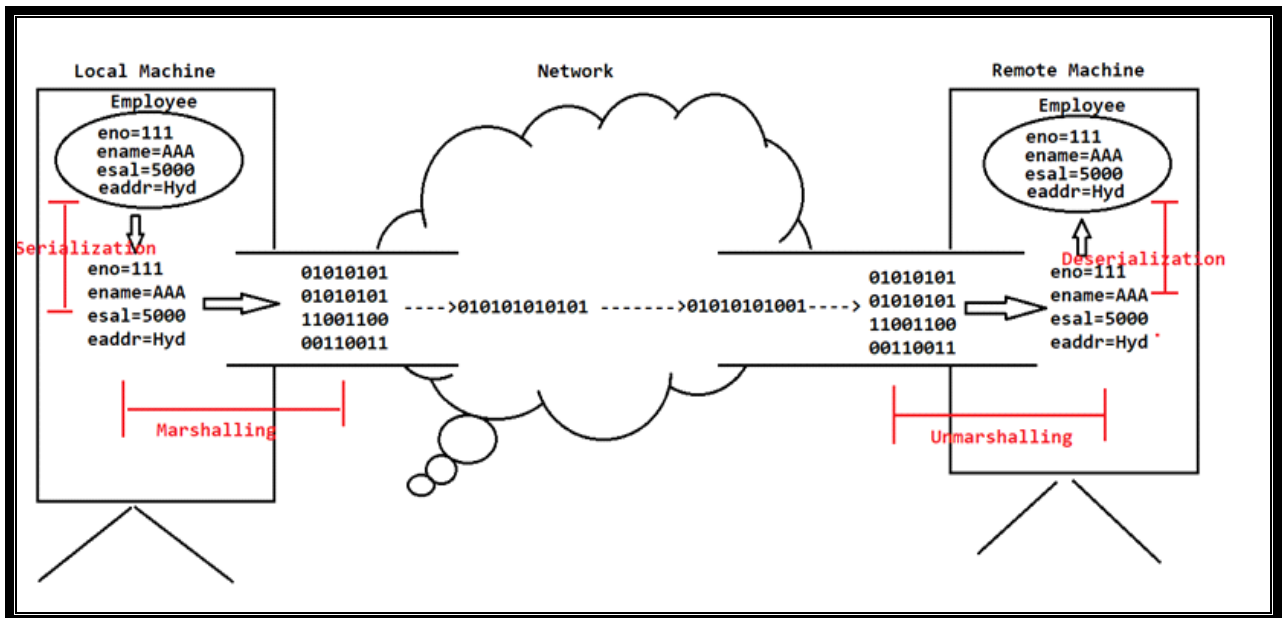 Local Machine
Network
Remote Machine
Employee
eno=111
ename=AAA
esal=5000
eaddr=Hyd
Serialization
eno=111
ename=AAA
esal=5000
eaddr=Hyd
Marshalling
01010101
01010101
11001100
00110011
---->010101010101 ------->01010101001---->
01010101
01010101
11001100
00110011
Unmarshalling
Employee
eno=111
ename=AAA
esal=5000
eaddr=Hyd
Deserialization
eno=111
ename=AAA
esal=5000
eaddr=Hyd